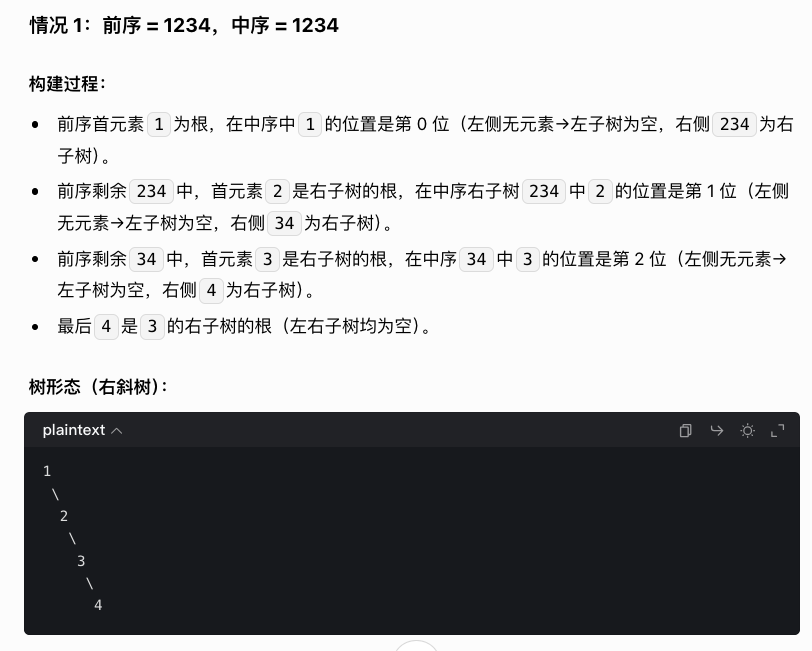 情况 1：前序 = 1234，中序 = 1234
构建过程：
• 前序首元素 1 为根，在中序中 1 的位置是第 0 位（左侧无元素→左子树为空，右侧 234 为右
子树）。
• 前序剩余 234 中，首元素 2 是右子树的根，在中序右子树 234 中 2 的位置是第 1 位（左侧
无元素→左子树为空，右侧 34 为右子树）。
• 前序剩余 34 中，首元素 3 是右子树的根，在中序 34 中 3 的位置是第 2 位（左侧无元素→
左子树为空，右侧 4 为右子树）。
• 最后 4 是 3 的右子树的根（左右子树均为空）。
树形态（右斜树）：
plaintext
1
 \
  2
   \
    3
     \
      4